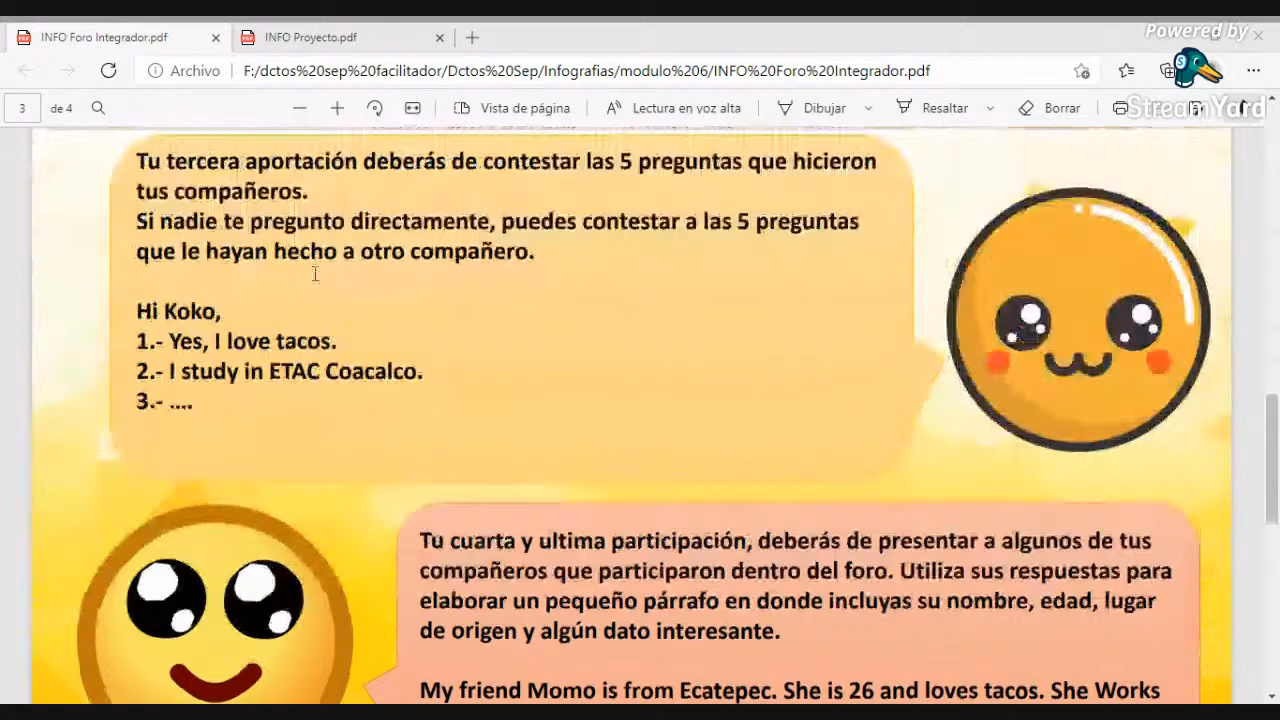 Powered by
INFO Foro Integrador.pdf
INFO Proyecto.pdf
Archivo
F:/dctos%20sep%20facilitador/Dctos%20Sep/Infografias/modulo%206/INFO%20Foro%20Integrador.pdf
StreamYard
3 de 4
Vista de página
Lectura en voz alta
Dibujar
Resaltar
Borrar
Tu tercera aportación deberás de contestar las 5 preguntas que hicieron
tus compañeros.
Si nadie te pregunto directamente, puedes contestar a las 5 preguntas
que le hayan hecho a otro compañero.
Hi Koko,
1.- Yes, I love tacos.
2.- I study in ETAC Coacalco.
3.- ....
Tu cuarta y ultima participación, deberás de presentar a algunos de tus
compañeros que participaron dentro del foro. Utiliza sus respuestas para
elaborar un pequeño párrafo en donde incluyas su nombre, edad, lugar
de origen y algún dato interesante.
My friend Momo is from Ecatepec. She is 26 and loves tacos. She Works